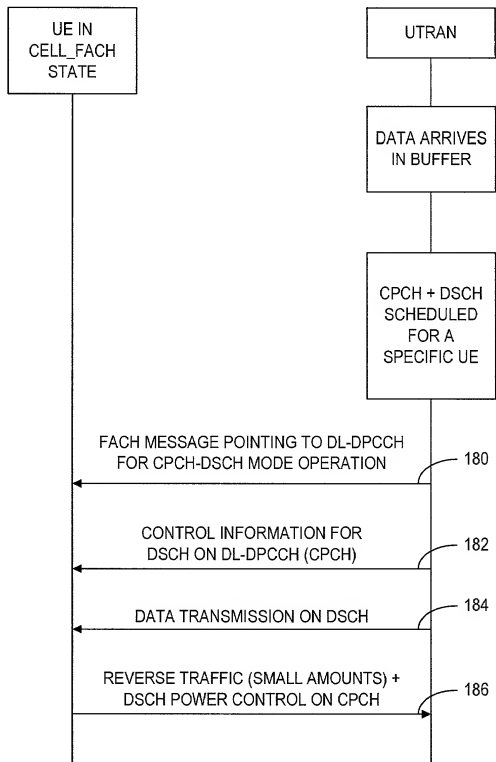 UE IN
CELL_FACH
STATE
UTRAN
DATA ARRIVES
IN BUFFER
CPCH + DSCH
SCHEDULED
FOR A
SPECIFIC UE
FACH MESSAGE POINTING TO DL-DPCCH
FOR CPCH-DSCH MODE OPERATION
180
CONTROL INFORMATION FOR
DSCH ON DL-DPCCH (CPCH)
182
DATA TRANSMISSION ON DSCH
184
REVERSE TRAFFIC (SMALL AMOUNTS) +
DSCH POWER CONTROL ON CPCH
186